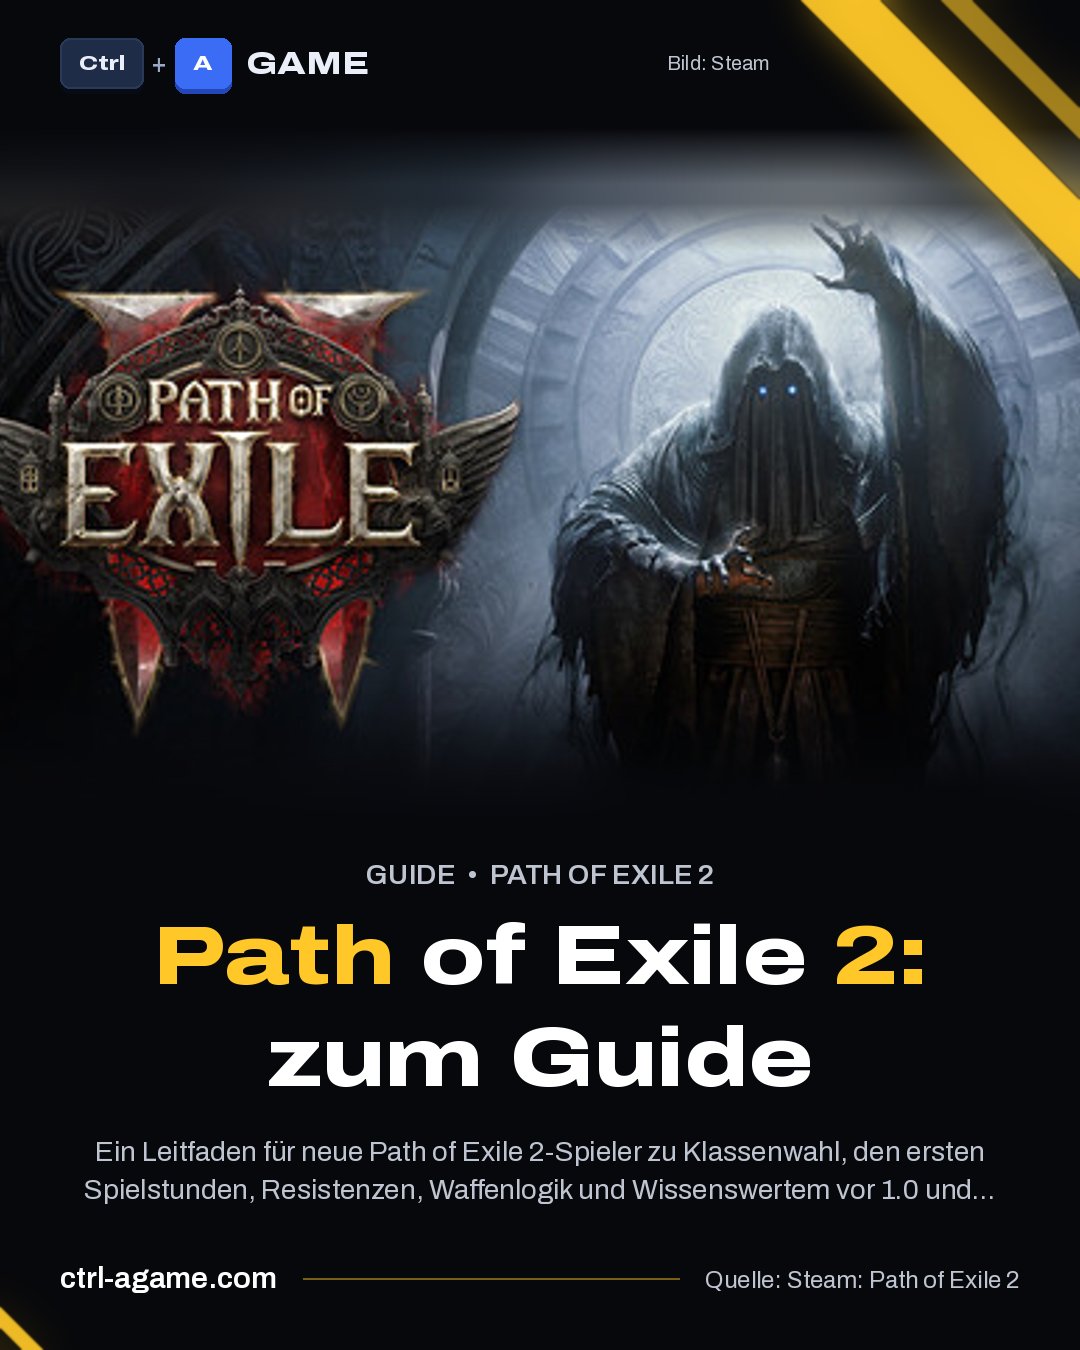 Ctrl + A GAME
Bild: Steam
PATH OF
EXILE
GUIDE • PATH OF EXILE 2
Path of Exile 2:
zum Guide
Ein Leitfaden für neue Path of Exile 2-Spieler zu Klassenwahl, den ersten
Spielstunden, Resistenzen, Waffenlogik und Wissenswertem vor 1.0 und...
ctrl-agame.com
Quelle: Steam: Path of Exile 2